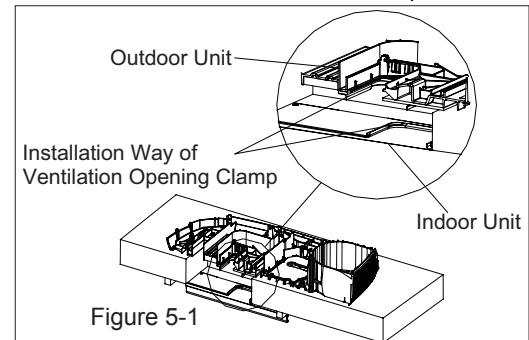 Outdoor Unit
Installation Way of
Ventilation Opening Clamp
Indoor Unit
Figure 5-1